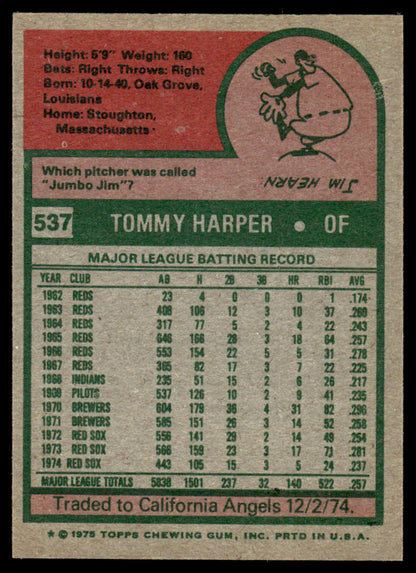 Height: 5'9" Weight: 160
Bats: Right Throws: Right
Born: 10-14-40, Oak Grove,
Louisiana
Home: Stoughton,
Massachusetts
Which pitcher was called
"Jumbo Jim"?
JIM HEARN
537 TOMMY HARPER • OF
MAJOR LEAGUE BATTING RECORD
YEAR CLUB AB H 2B 3B HR RBI AVG
1962 REDS 23 4 0 0 0 1 .174
1963 REDS 408 106 12 3 10 37 .260
1964 REDS 317 77 5 2 4 22 .243
1965 REDS 646 166 28 3 18 64 .257
1966 REDS 553 154 22 5 5 31 .278
1967 REDS 365 82 17 3 7 22 .225
1968 INDIANS 235 51 15 2 6 26 .217
1969 PILOTS 537 126 10 2 9 41 .235
1970 BREWERS 604 179 35 4 31 82 .296
1971 BREWERS 585 151 26 3 14 52 .258
1972 RED SOX 556 141 29 2 14 49 .254
1973 RED SOX 566 159 23 3 17 71 .281
1974 RED SOX 443 105 15 3 5 24 .237
MAJOR LEAGUE TOTALS 5838 1501 237 32 140 522 .257
Traded to California Angels 12/2/74.
* © 1975 TOPPS CHEWING GUM, INC. PRTD IN U.S.A.